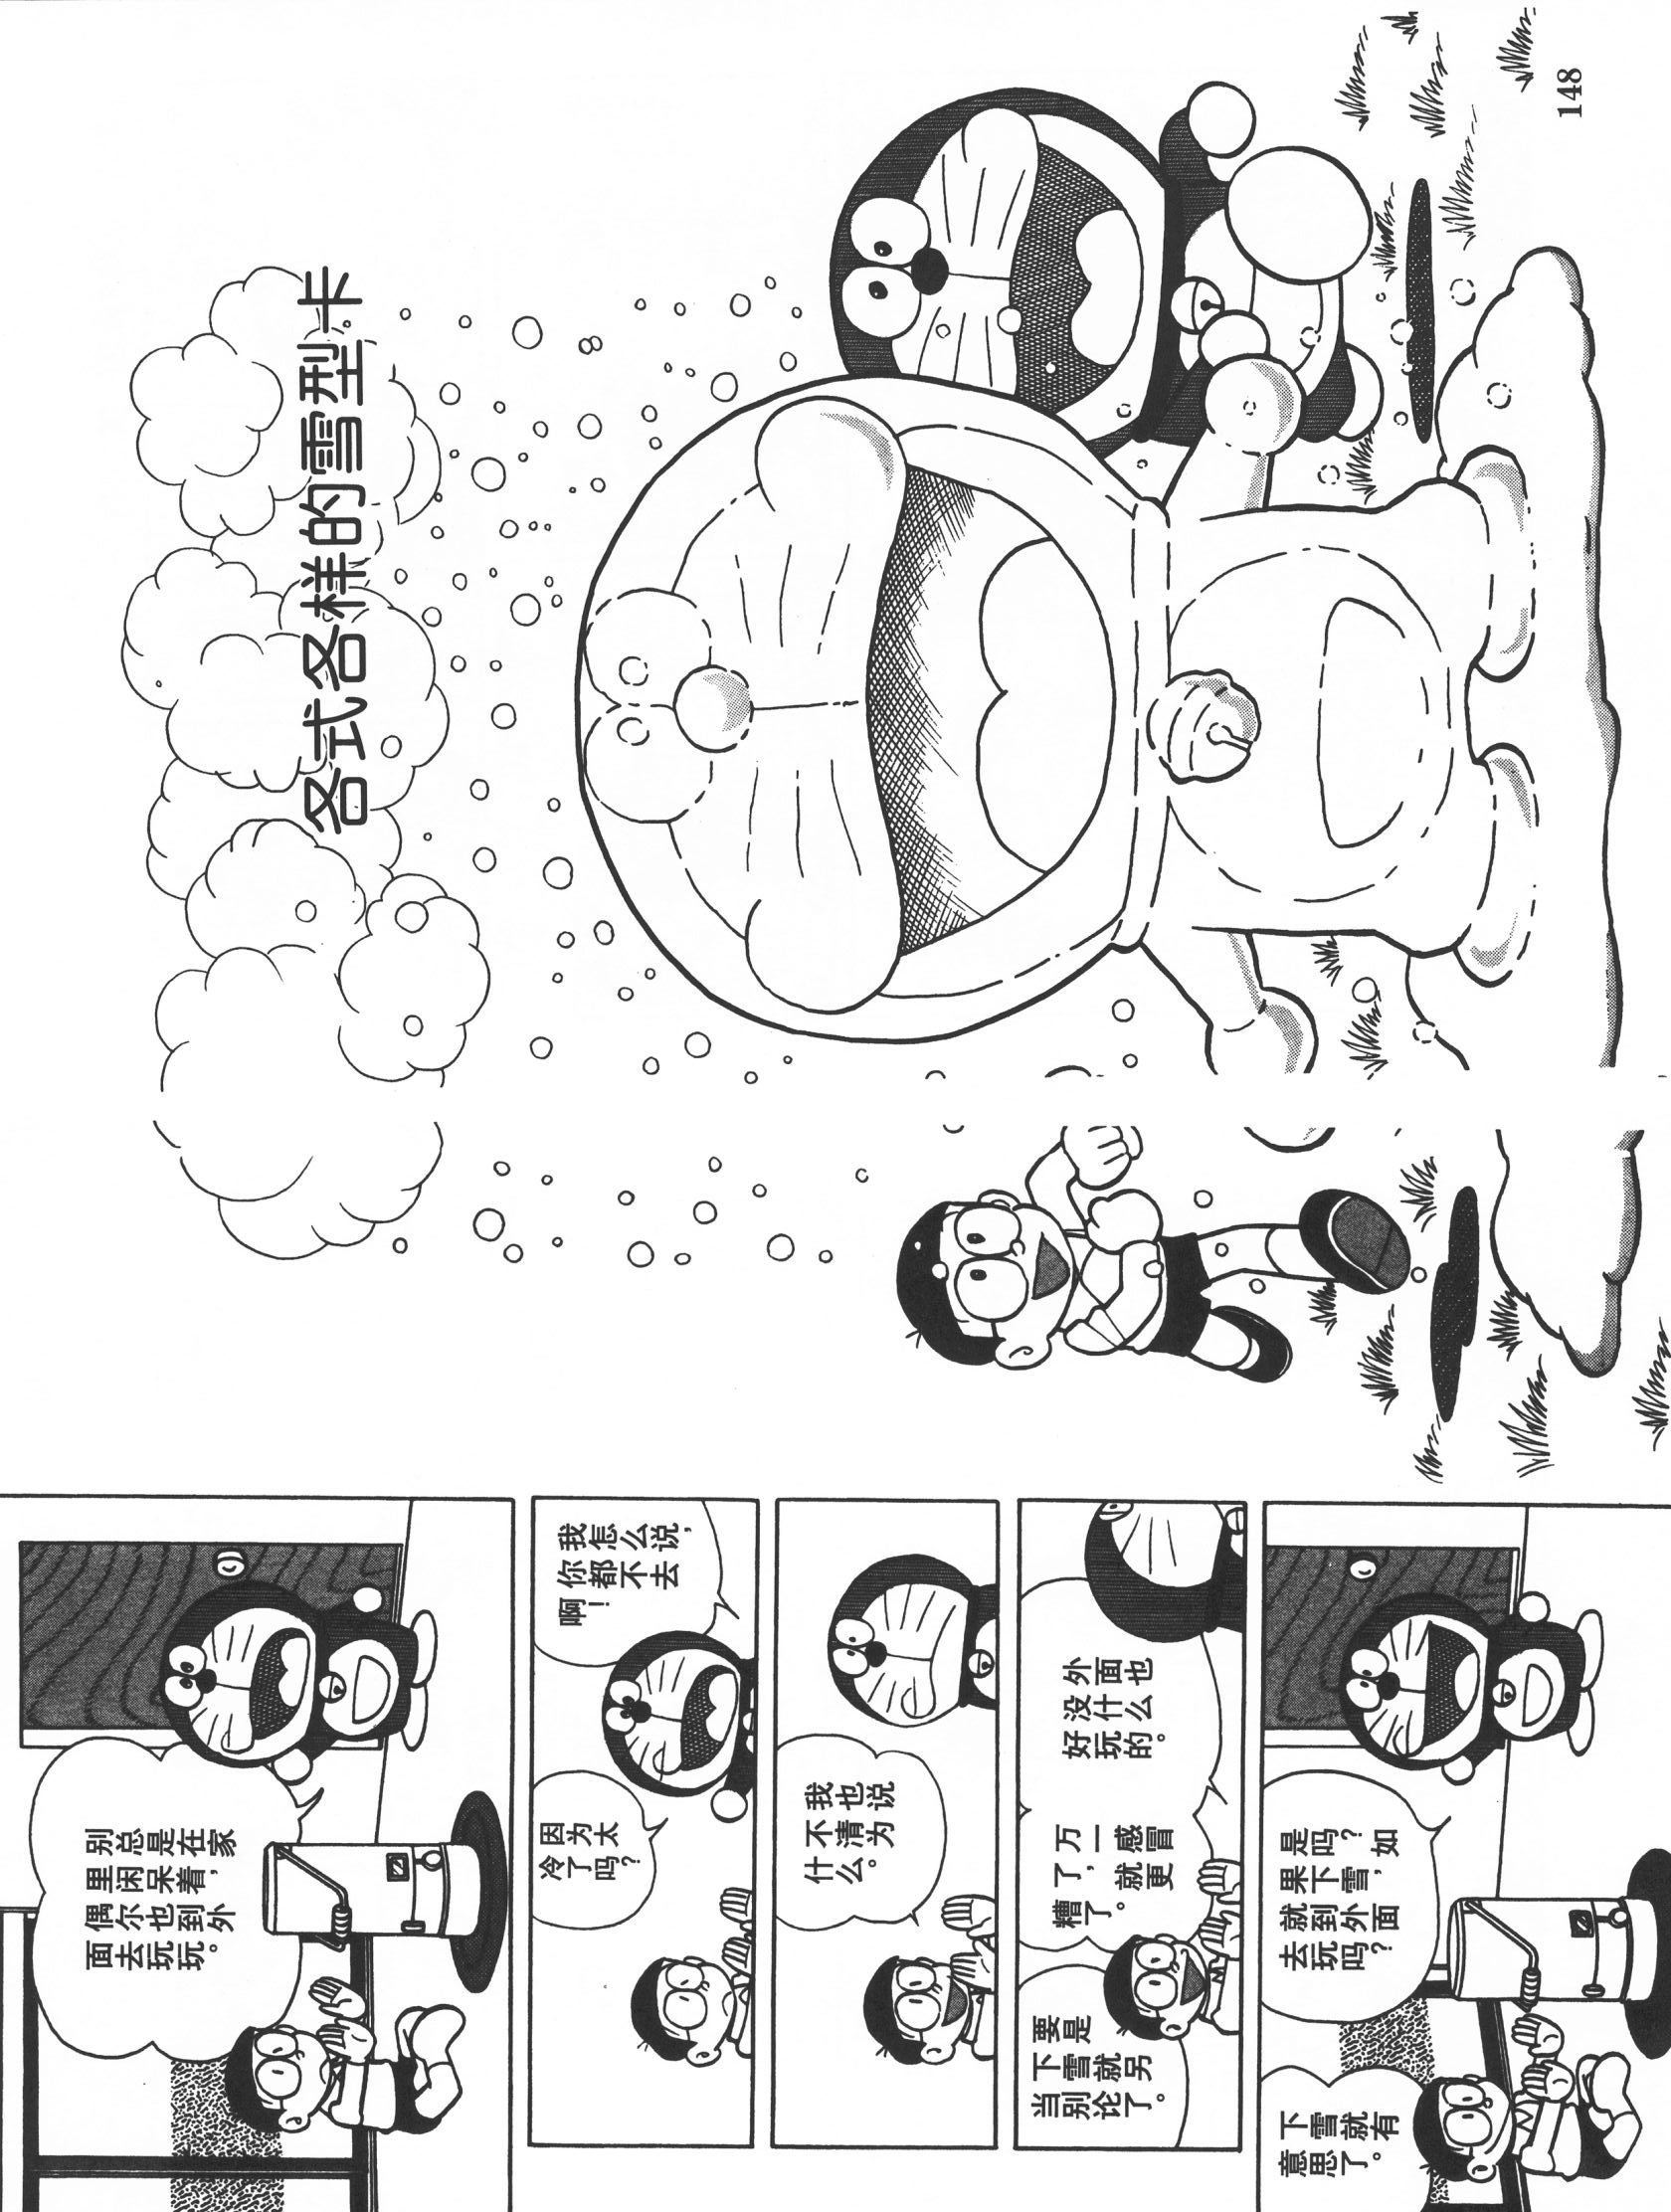 各式各样的雪型卡
148
别总是在家
里闲呆着，
偶尔也到外
面去玩玩。
我怎么说，
你都不去
啊！
因为太
冷了吗？
我也说
不清为
什么。
外面也
没什么
好玩的。
万一感冒
了，就更
糟了。
要是
下雪就另
当别论了。
是吗？如
果下雪，
就到外面
去玩吗？
下雪就有
意思了。